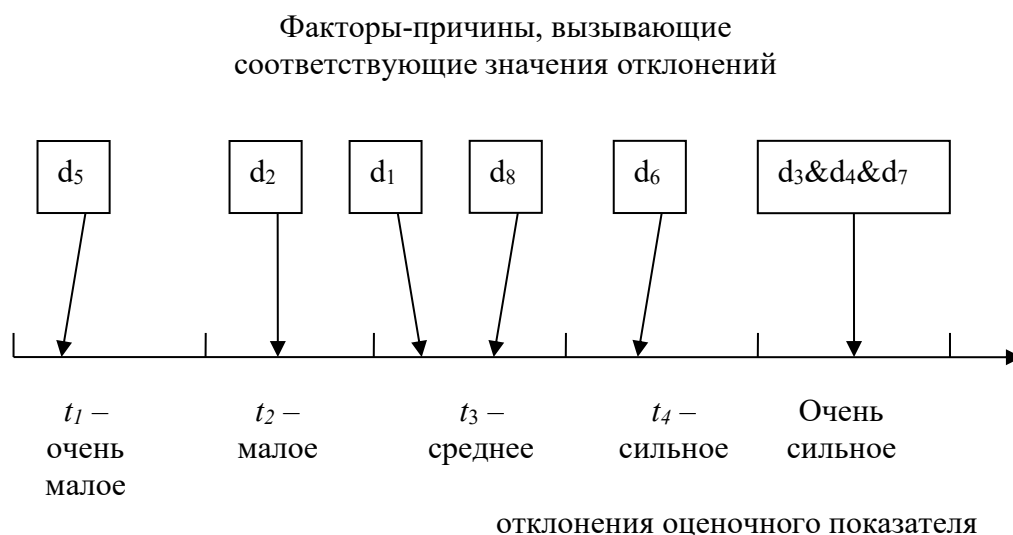 Факторы-причины, вызывающие
соответствующие значения отклонений
d₅ d₂ d₁ d₈ d₆ d₃&d₄&d₇
t₁ – t₂ – t₃ – t₄ – Очень
очень малое среднее сильное сильное
малое
отклонения оценочного показателя